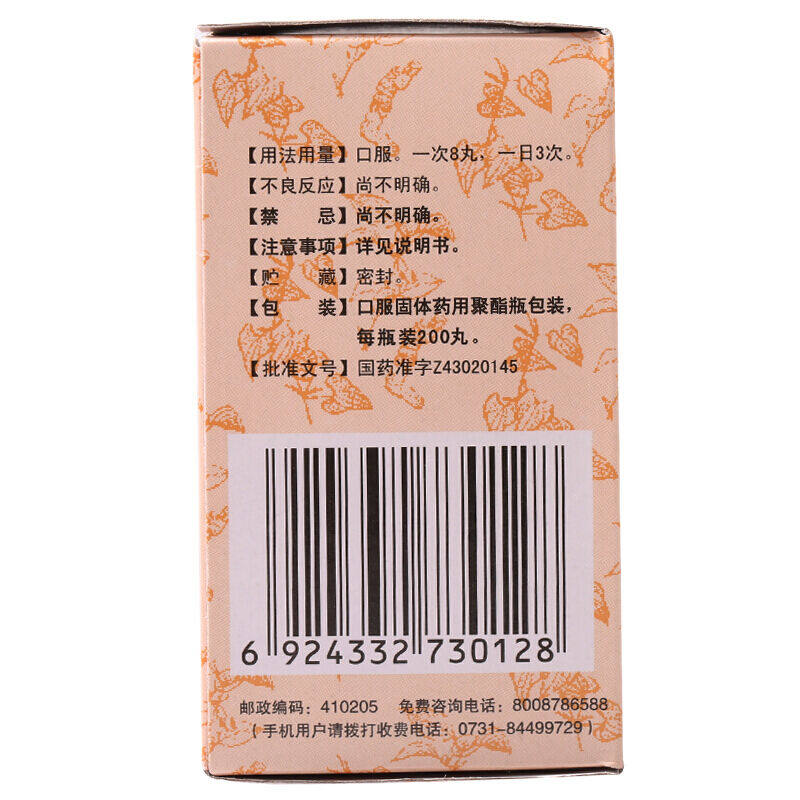 【用法用量】口服。一次8丸，一日3次。
【不良反应】尚不明确。
【禁　　忌】尚不明确。
【注意事项】详见说明书。
【贮　　藏】密封。
【包　　装】口服固体药用聚酯瓶包装，
每瓶装200丸。
【批准文号】国药准字Z43020145
6 924332 730128
邮政编码：410205　免费咨询电话：8008786588
（手机用户请拨打收费电话：0731-84499729）